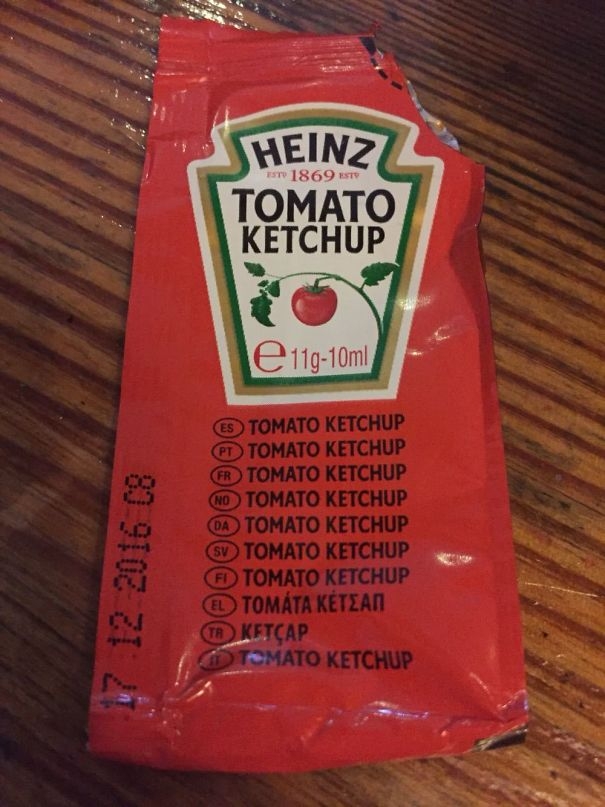 HEINZ
ESTD 1869 ESTD
TOMATO
KETCHUP
e 11g-10ml
ES TOMATO KETCHUP
PT TOMATO KETCHUP
FR TOMATO KETCHUP
NO TOMATO KETCHUP
DA TOMATO KETCHUP
SV TOMATO KETCHUP
FI TOMATO KETCHUP
EL ΤΟΜΑΤΑ ΚΕΤΣΑΠ
TR KETÇAP
IT TOMATO KETCHUP
17 12 2016 08